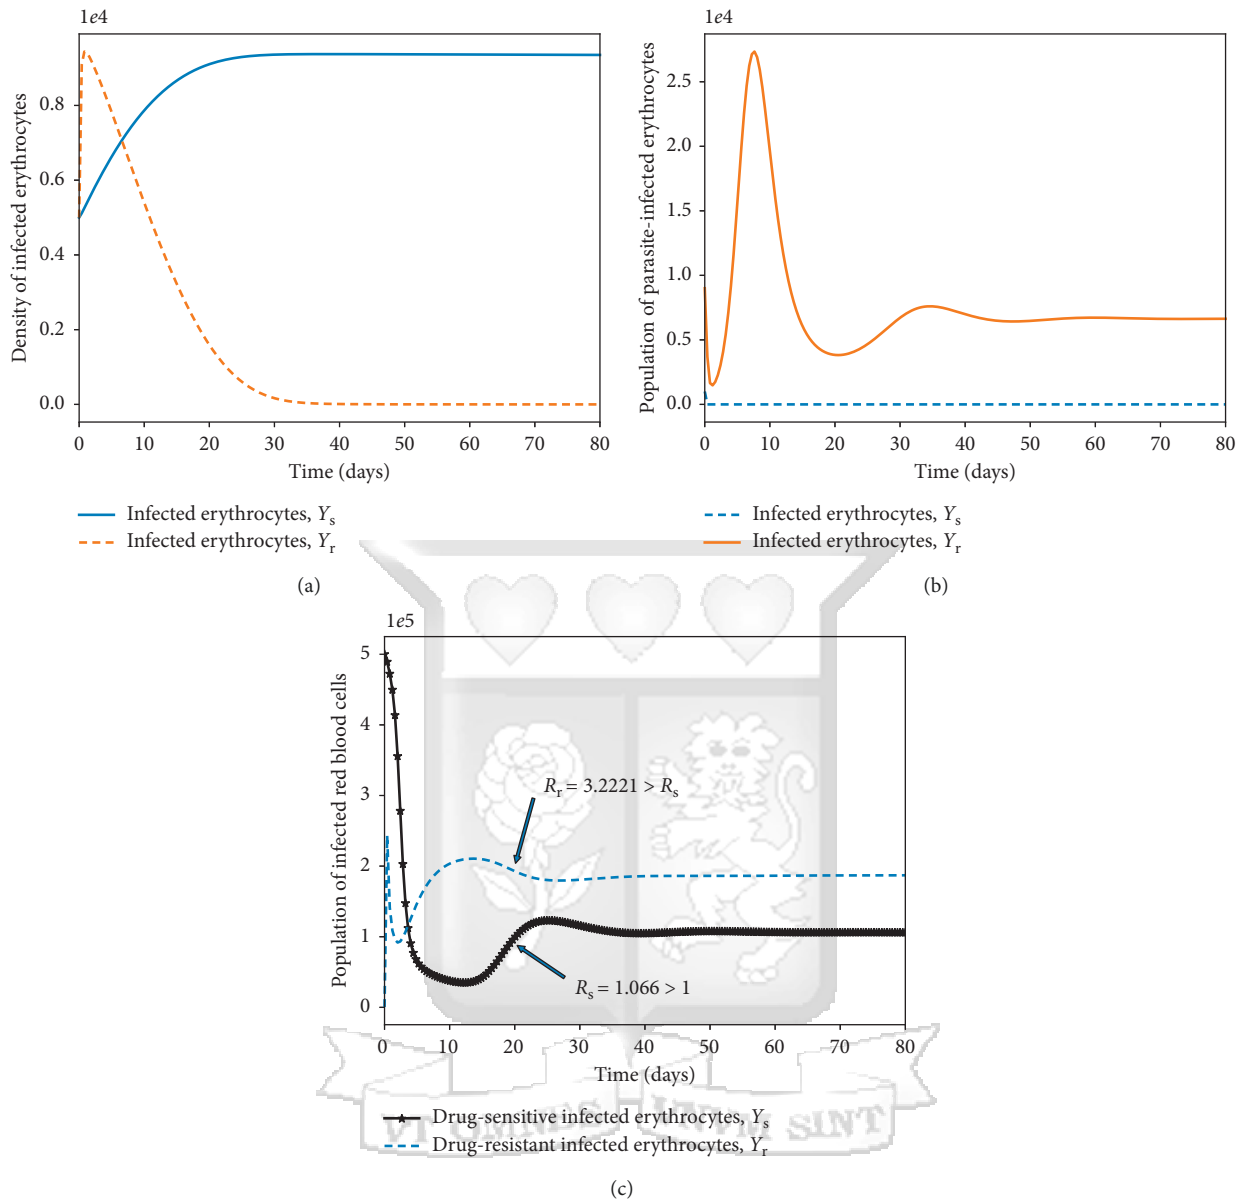 1e4
Density of infected erythrocytes
0.8
0.6
0.4
0.2
0.0
0 10 20 30 40 50 60 70 80
Time (days)
Infected erythrocytes, Ys
Infected erythrocytes, Yr
(a)
1e4
Population of parasite-infected erythrocytes
2.5
2.0
1.5
1.0
0.5
0.0
0 10 20 30 40 50 60 70 80
Time (days)
Infected erythrocytes, Ys
Infected erythrocytes, Yr
(b)
1e5
Population of infected red blood cells
5
4
3
2
1
0
Rr = 3.2221 > Rs
Rs = 1.066 > 1
0 10 20 30 40 50 60 70 80
Time (days)
Drug-sensitive infected erythrocytes, Ys
Drug-resistant infected erythrocytes, Yr
VT OMNES VNVM SINT
(c)